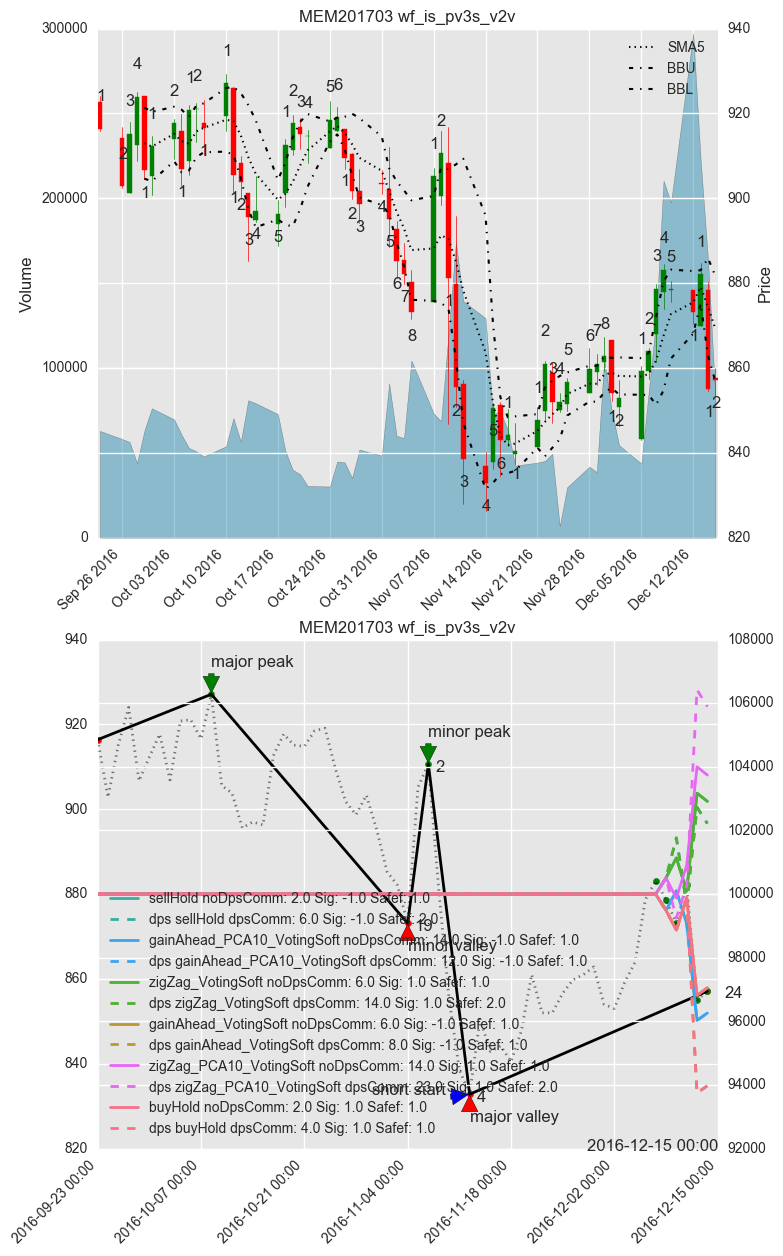 MEM201703 wf_is_pv3s_v2v
300000
200000
100000
0
Volume
940
920
900
880
860
840
820
Price
SMA5
BBU
BBL
Sep 26 2016
Oct 03 2016
Oct 10 2016
Oct 17 2016
Oct 24 2016
Oct 31 2016
Nov 07 2016
Nov 14 2016
Nov 21 2016
Nov 28 2016
Dec 05 2016
Dec 12 2016
MEM201703 wf_is_pv3s_v2v
940
920
900
880
860
840
820
108000
106000
104000
102000
100000
98000
96000
94000
92000
major peak
minor peak
2
19
minor valley
24
short start
4
major valley
2016-12-15 00:00
sellHold noDpsComm: 2.0 Sig: -1.0 Safef: 1.0
dps sellHold dpsComm: 6.0 Sig: -1.0 Safef: 2.0
gainAhead_PCA10_VotingSoft noDpsComm: 14.0 Sig: -1.0 Safef: 1.0
dps gainAhead_PCA10_VotingSoft dpsComm: 12.0 Sig: -1.0 Safef: 1.0
zigZag_VotingSoft noDpsComm: 6.0 Sig: 1.0 Safef: 1.0
dps zigZag_VotingSoft dpsComm: 14.0 Sig: 1.0 Safef: 2.0
gainAhead_VotingSoft noDpsComm: 6.0 Sig: -1.0 Safef: 1.0
dps gainAhead_VotingSoft dpsComm: 8.0 Sig: -1.0 Safef: 1.0
zigZag_PCA10_VotingSoft noDpsComm: 14.0 Sig: 1.0 Safef: 1.0
dps zigZag_PCA10_VotingSoft dpsComm: 23.0 Sig: 1.0 Safef: 2.0
buyHold noDpsComm: 2.0 Sig: 1.0 Safef: 1.0
dps buyHold dpsComm: 4.0 Sig: 1.0 Safef: 1.0
2016-09-23 00:00
2016-10-07 00:00
2016-10-21 00:00
2016-11-04 00:00
2016-11-18 00:00
2016-12-02 00:00
2016-12-15 00:00